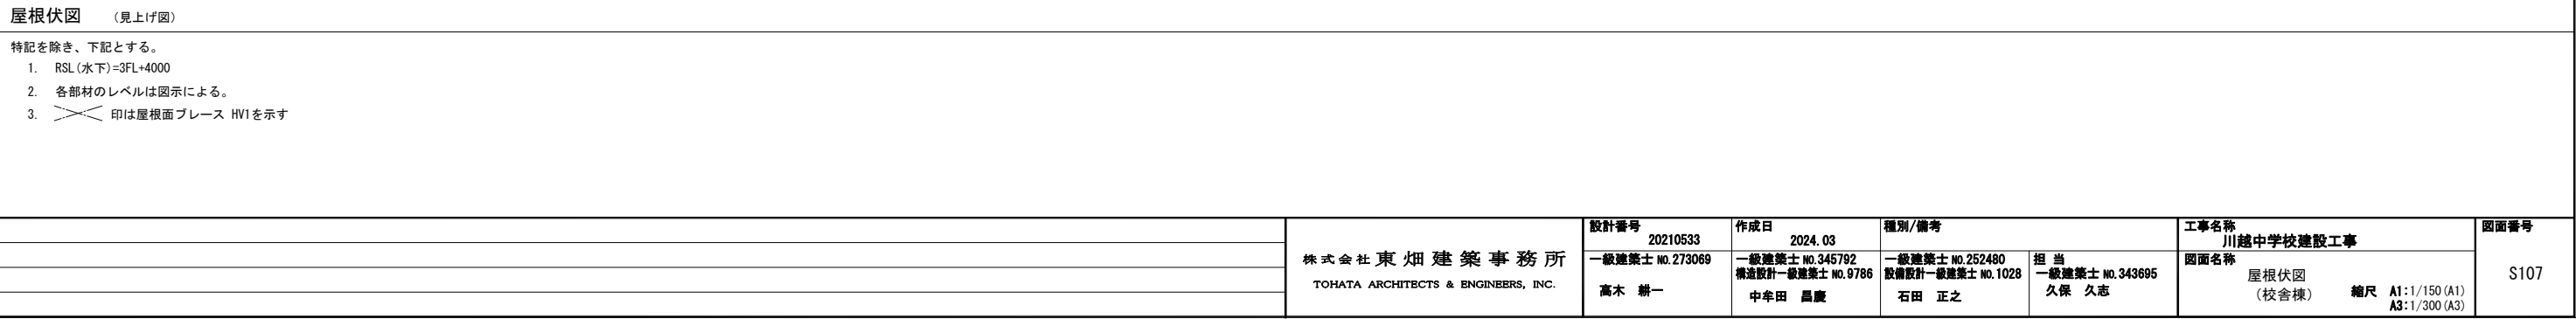 屋根伏図 (見上げ図)
特記を除き、下記とする。
1. RSL(水下)=3FL+4000
2. 各部材のレベルは図示による。
3. 印は屋根面ブレース HV1を示す
株式会社 東畑建築事務所
TOHATA ARCHITECTS & ENGINEERS, INC.
設計番号
20210533
作成日
2024.03
種別/備考
工事名称
川越中学校建設工事
図面番号
一級建築士 NO.273069
高木 耕一
一級建築士 NO.345792
構造設計一級建築士 NO.9786
中牟田 昌慶
一級建築士 NO.252480
設備設計一級建築士 NO.1028
石田 正之
担 当
一級建築士 NO.343695
久保 久志
図面名称
屋根伏図
(校舎棟)
縮尺 A1:1/150(A1)
A3:1/300(A3)
S107